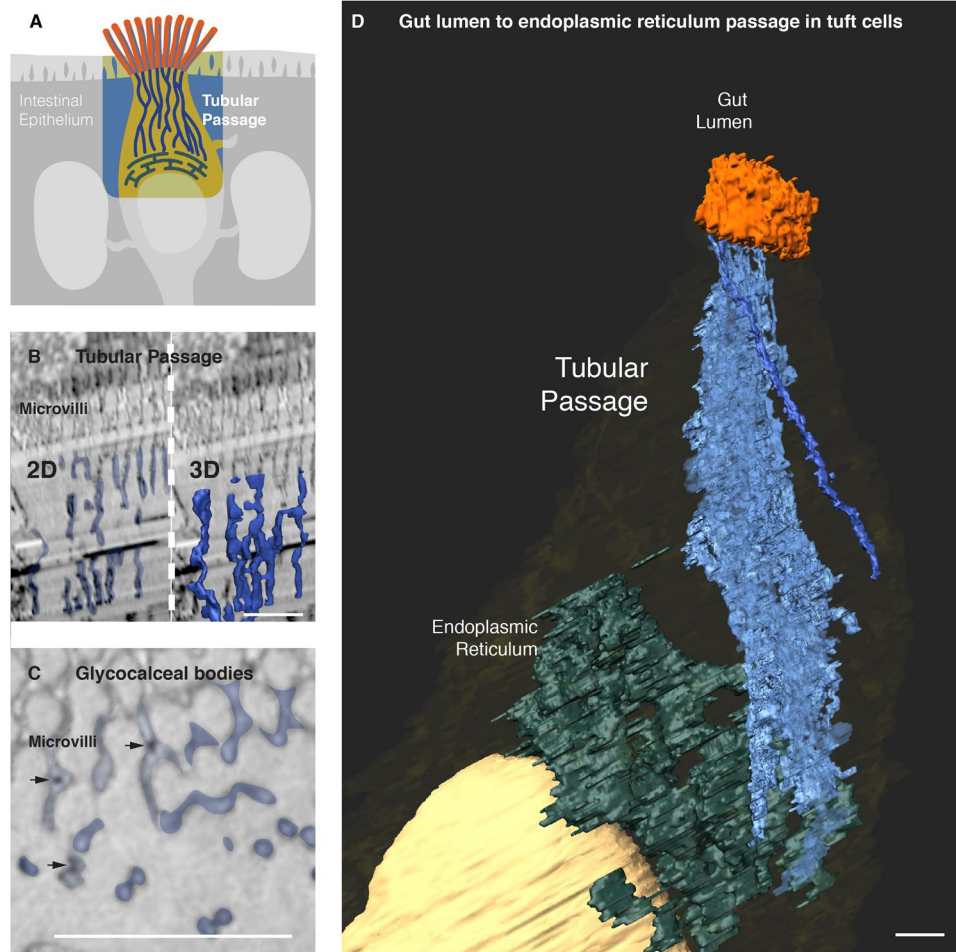 A
Intestinal
Epithelium
Tubular
Passage
B Tubular Passage
Microvilli
2D
3D
C Glycocalceal bodies
Microvilli
D Gut lumen to endoplasmic reticulum passage in tuft cells
Gut
Lumen
Tubular
Passage
Endoplasmic
Reticulum